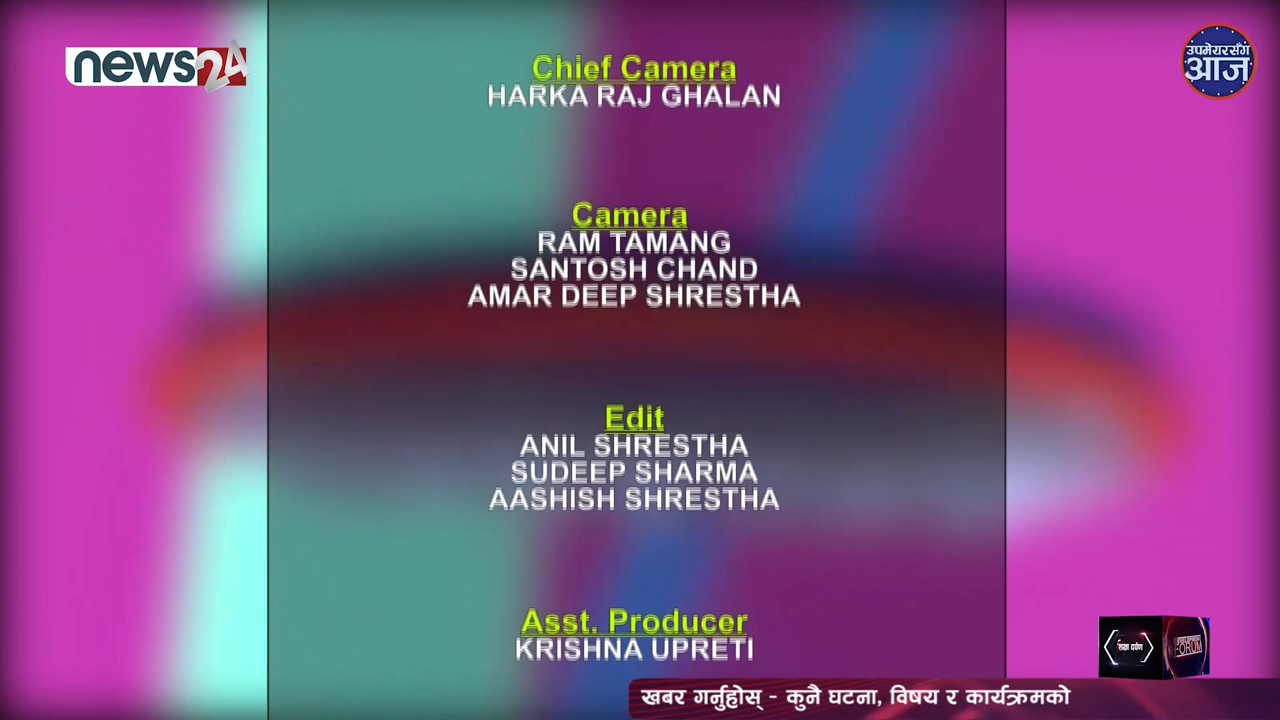 news24
उपमेयरसँग
आज
Chief Camera
HARKA RAJ GHALAN
Camera
RAM TAMANG
SANTOSH CHAND
AMAR DEEP SHRESTHA
Edit
ANIL SHRESTHA
SUDEEP SHARMA
AASHISH SHRESTHA
Asst. Producer
KRISHNA UPRETI
FORUM
खबर गर्नुहोस् - कुनै घटना, विषय र कार्यक्रमको